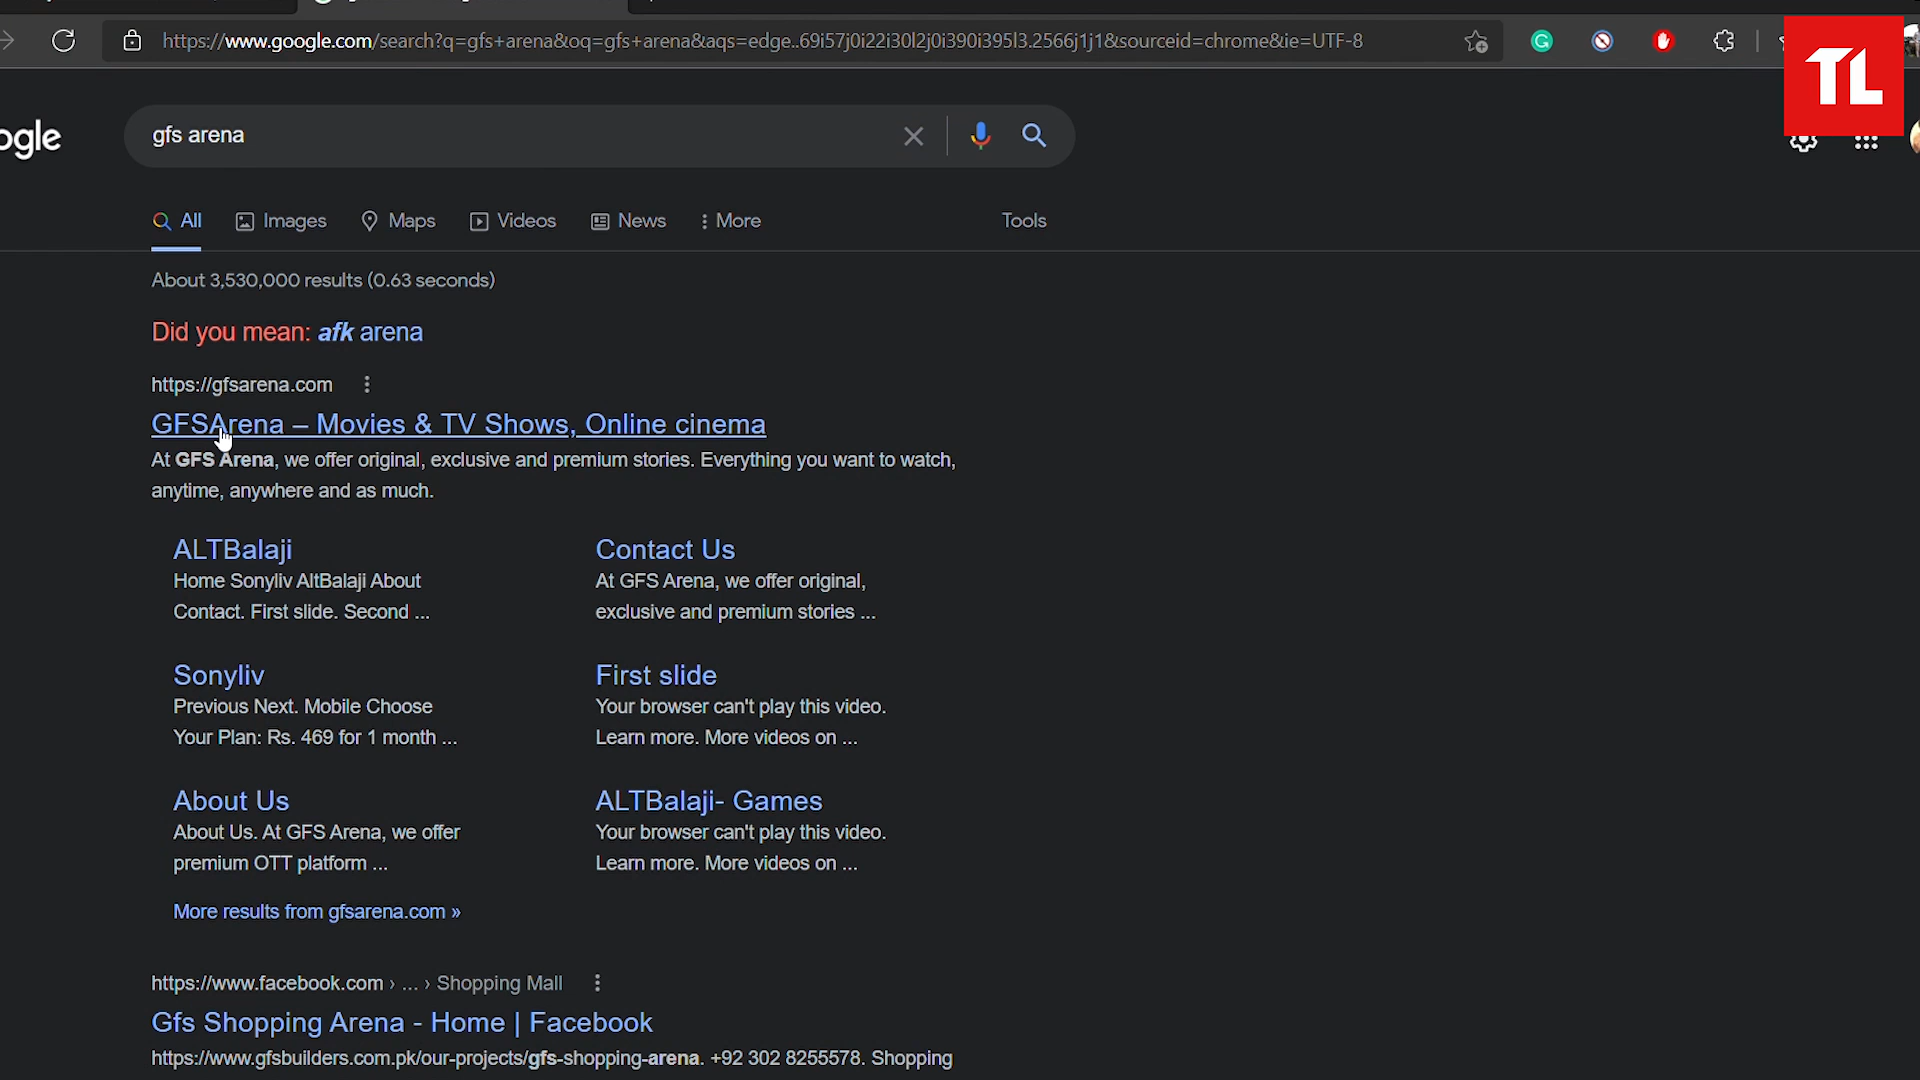 https://www.google.com/search?q=gfs+arena&oq=gfs+arena&aqs=edge..69i57j0i22i30l2j0i390i395l3.2566j1j1&sourceid=chrome&ie=UTF-8
TL
ogle
gfs arena
All Images Maps Videos News More Tools
About 3,530,000 results (0.63 seconds)
Did you mean: afk arena
https://gfsarena.com
GFSArena – Movies & TV Shows, Online cinema
At GFS Arena, we offer original, exclusive and premium stories. Everything you want to watch,
anytime, anywhere and as much.
ALTBalaji
Home Sonyliv AltBalaji About
Contact. First slide. Second ...
Contact Us
At GFS Arena, we offer original,
exclusive and premium stories ...
Sonyliv
Previous Next. Mobile Choose
Your Plan: Rs. 469 for 1 month ...
First slide
Your browser can't play this video.
Learn more. More videos on ...
About Us
About Us. At GFS Arena, we offer
premium OTT platform ...
ALTBalaji- Games
Your browser can't play this video.
Learn more. More videos on ...
More results from gfsarena.com »
https://www.facebook.com › ... › Shopping Mall
Gfs Shopping Arena - Home | Facebook
https://www.gfsbuilders.com.pk/our-projects/gfs-shopping-arena. +92 302 8255578. Shopping